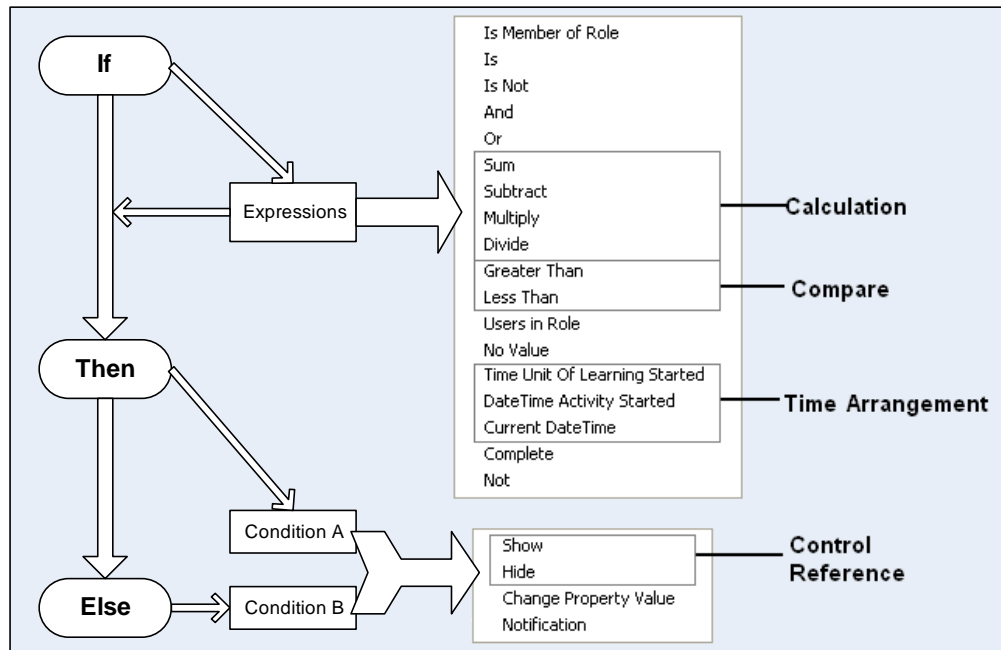 If
Expressions
Then
Condition A
Condition B
Else
Is Member of Role
Is
Is Not
And
Or
Sum
Subtract
Multiply
Divide
Greater Than
Less Than
Users in Role
No Value
Time Unit Of Learning Started
DateTime Activity Started
Current DateTime
Complete
Not
Calculation
Compare
Time Arrangement
Show
Hide
Change Property Value
Notification
Control
Reference